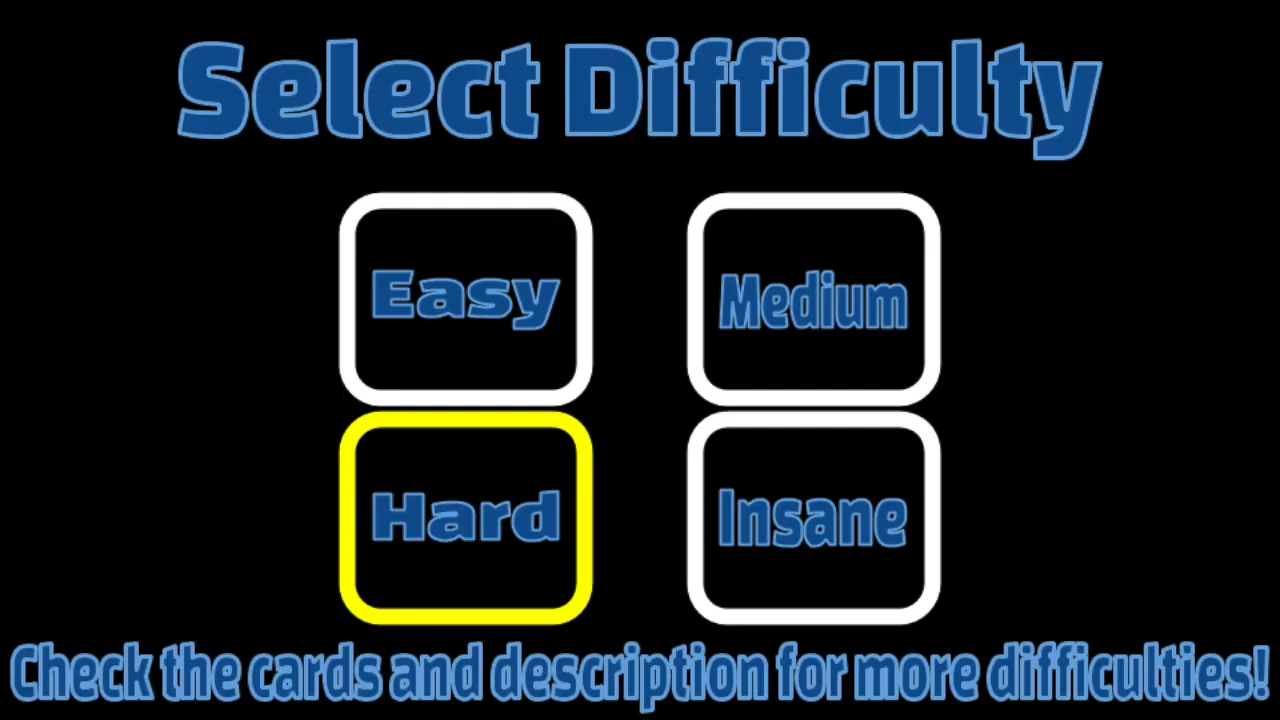 Select Difficulty
Easy
Medium
Hard
Insane
Check the cards and description for more difficulties!